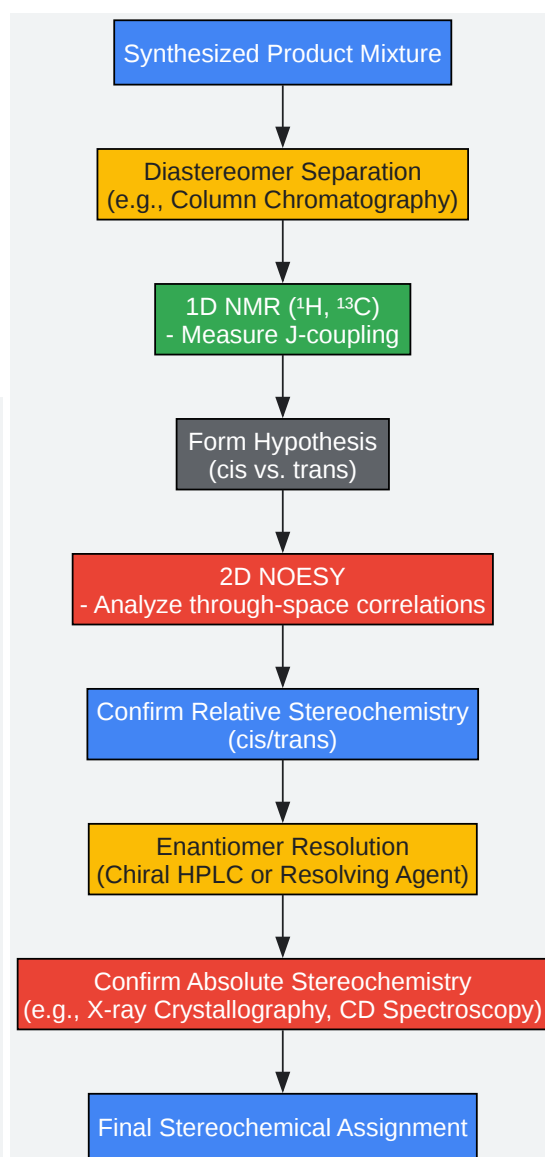 Synthesized Product Mixture
Diastereomer Separation
(e.g., Column Chromatography)
1D NMR (¹H, ¹³C)
- Measure J-coupling
Form Hypothesis
(cis vs. trans)
2D NOESY
- Analyze through-space correlations
Confirm Relative Stereochemistry
(cis/trans)
Enantiomer Resolution
(Chiral HPLC or Resolving Agent)
Confirm Absolute Stereochemistry
(e.g., X-ray Crystallography, CD Spectroscopy)
Final Stereochemical Assignment